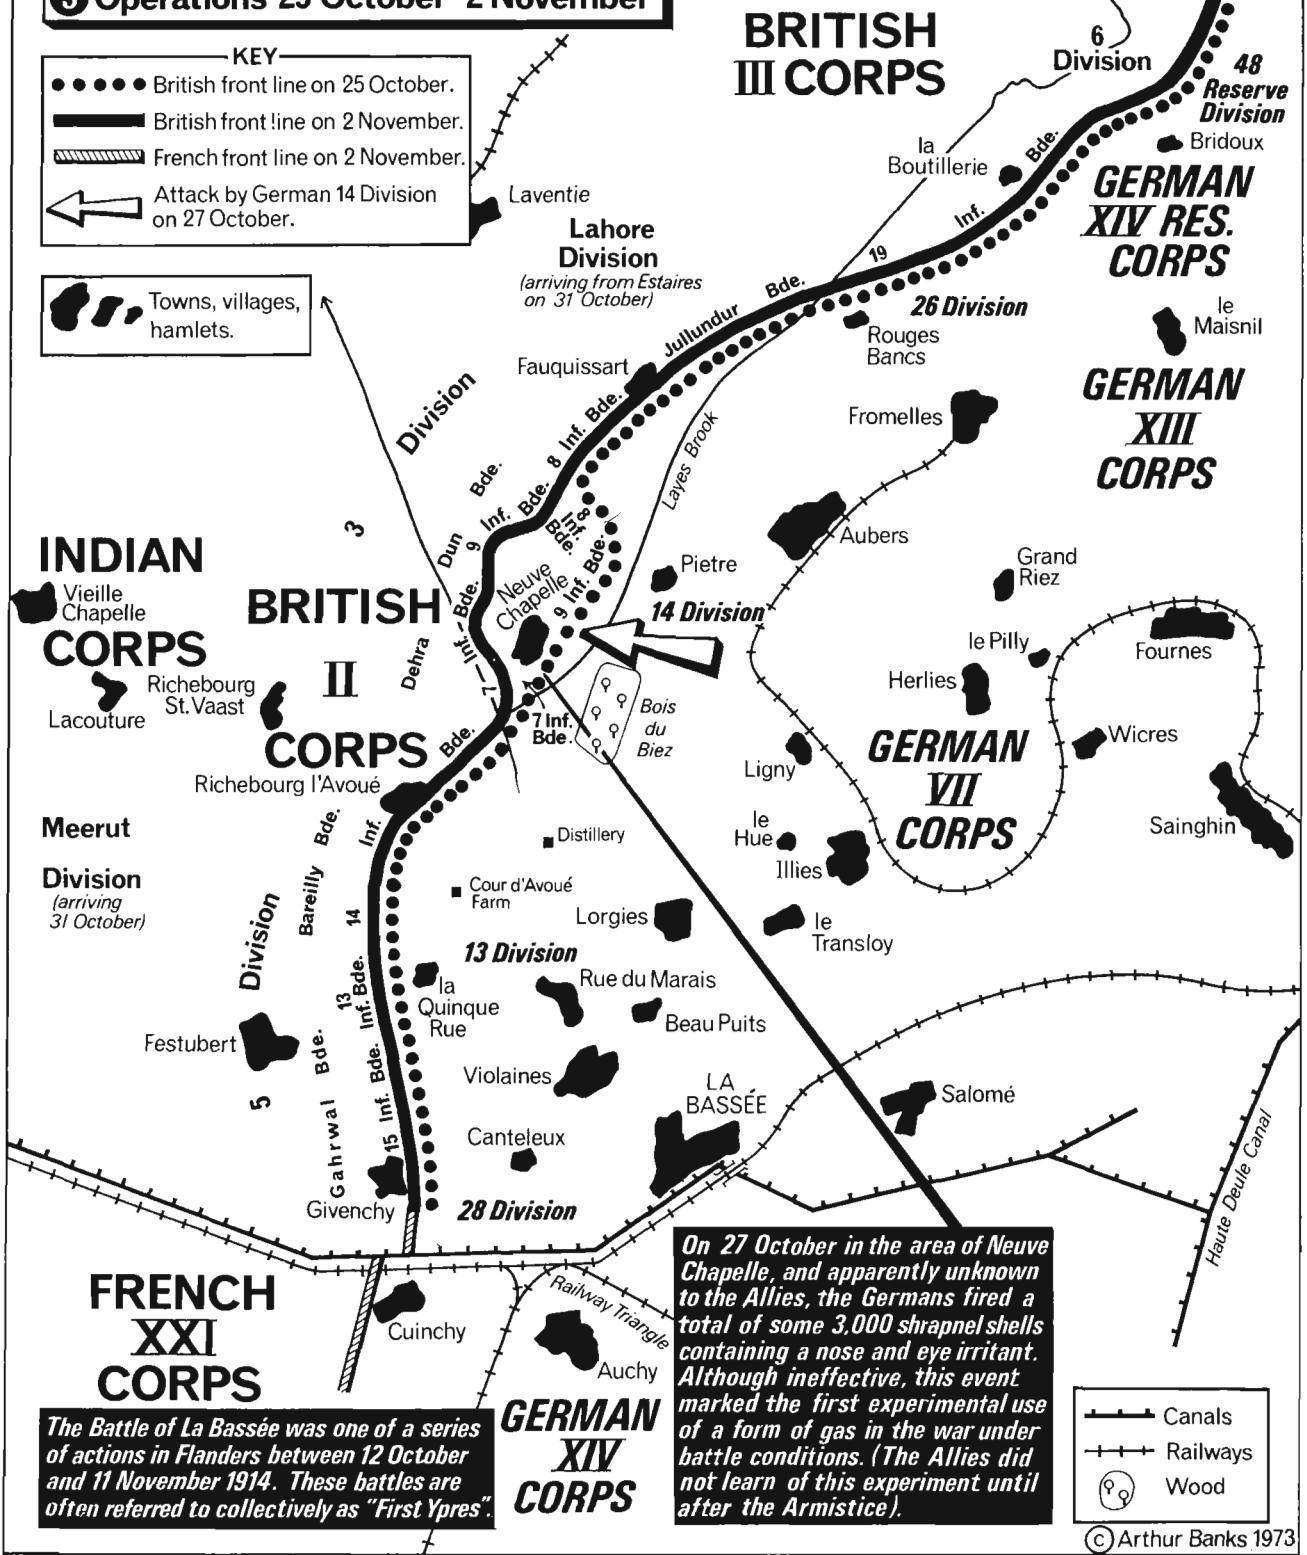 3 Operations 25 October - 2 November
KEY
British front line on 25 October.
British front line on 2 November.
French front line on 2 November.
Attack by German 14 Division
on 27 October.
Towns, villages,
hamlets.
BRITISH
III CORPS
6
Division
48
Reserve
Division
Bridoux
la
Boutillerie
GERMAN
XIV RES.
CORPS
Laventie
Lahore
Division
(arriving from Estaires
on 31 October)
19 Inf. Bde.
Jullundur Bde.
26 Division
Rouges
Bancs
le
Maisnil
Fauquissart
GERMAN
XIII
CORPS
Fromelles
3 Division
8 Inf. Bde.
Layes Brook
Aubers
Dehra Dun Bde.
9 Inf. Bde.
8
Inf.
Bde.
9 Inf. Bde.
Neuve
Chapelle
Pietre
14 Division
Grand
Riez
INDIAN
CORPS
Vieille
Chapelle
BRITISH
II
CORPS
7 Inf. Bde.
le Pilly
Fournes
Herlies
Lacouture
Richebourg
St. Vaast
7 Inf.
Bde.
Bois
du
Biez
Wicres
Ligny
GERMAN
VII
CORPS
Richebourg l'Avoué
Sainghin
Meerut
Division
(arriving
31 October)
Bareilly Bde.
14 Inf. Bde.
Distillery
le
Hue
Illies
Cour d'Avoué
Farm
Lorgies
le
Transloy
13 Division
5 Division
la
Quinque
Rue
Rue du Marais
Beau Puits
13
Inf. Bde.
Festubert
Violaines
LA
BASSÉE
Salomé
Gahrwal Bde.
15 Inf. Bde.
Canteleux
Givenchy
28 Division
Haute Deule Canal
FRENCH
XXI
CORPS
Cuinchy
Railway Triangle
Auchy
GERMAN
XIV
CORPS
On 27 October in the area of Neuve
Chapelle, and apparently unknown
to the Allies, the Germans fired a
total of some 3,000 shrapnel shells
containing a nose and eye irritant.
Although ineffective, this event
marked the first experimental use
of a form of gas in the war under
battle conditions. (The Allies did
not learn of this experiment until
after the Armistice).
The Battle of La Bassée was one of a series
of actions in Flanders between 12 October
and 11 November 1914. These battles are
often referred to collectively as "First Ypres".
Canals
Railways
Wood
© Arthur Banks 1973